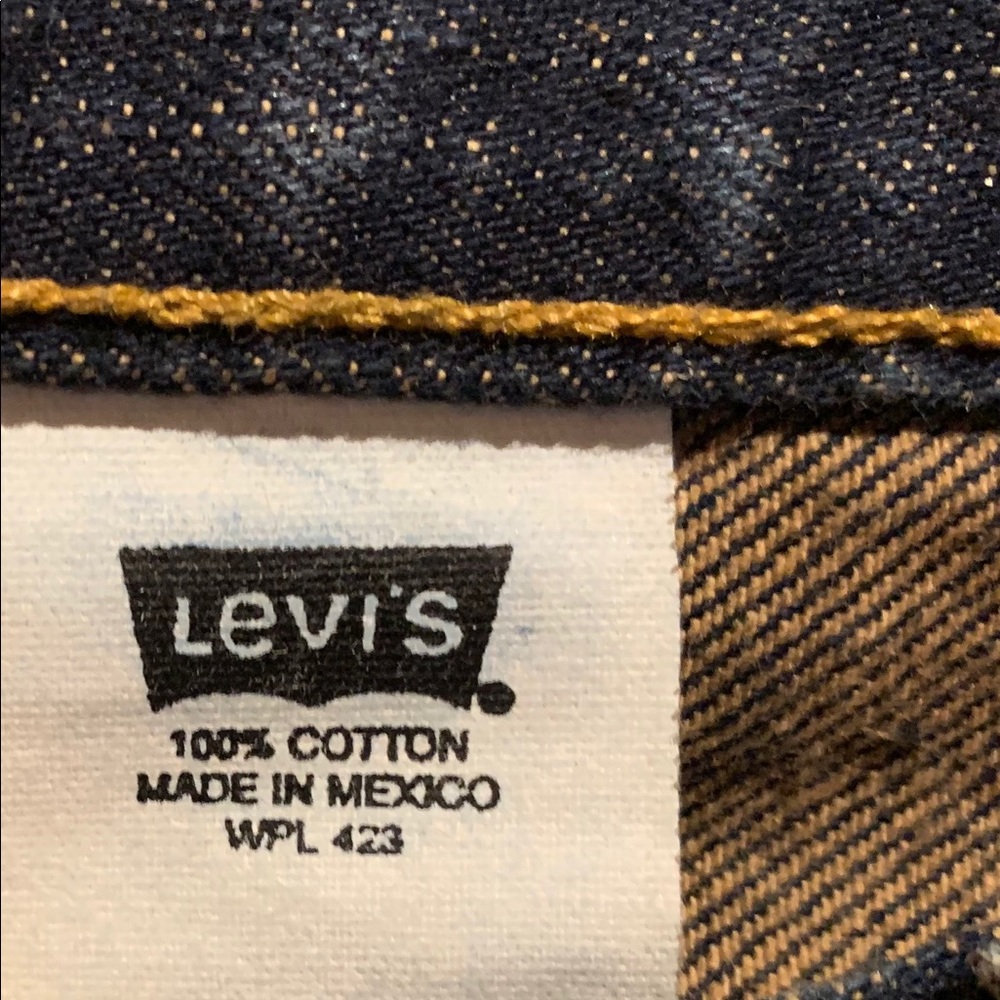 Levi's
100% COTTON
MADE IN MEXICO
WPL 423